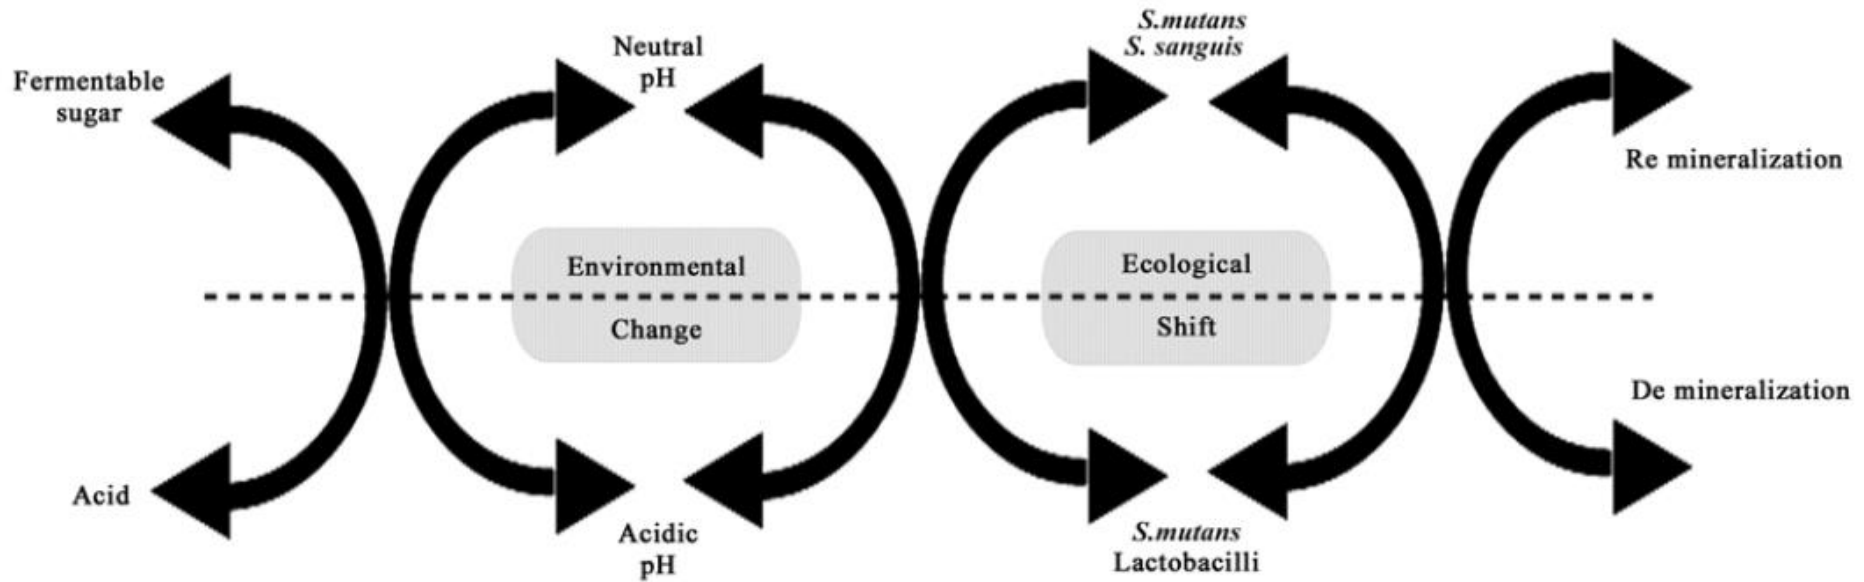 Fermentable
sugar
Acid
Neutral
pH
Environmental
Change
Acidic
pH
S.mutans
S. sanguis
Ecological
Shift
S.mutans
Lactobacilli
Re mineralization
De mineralization